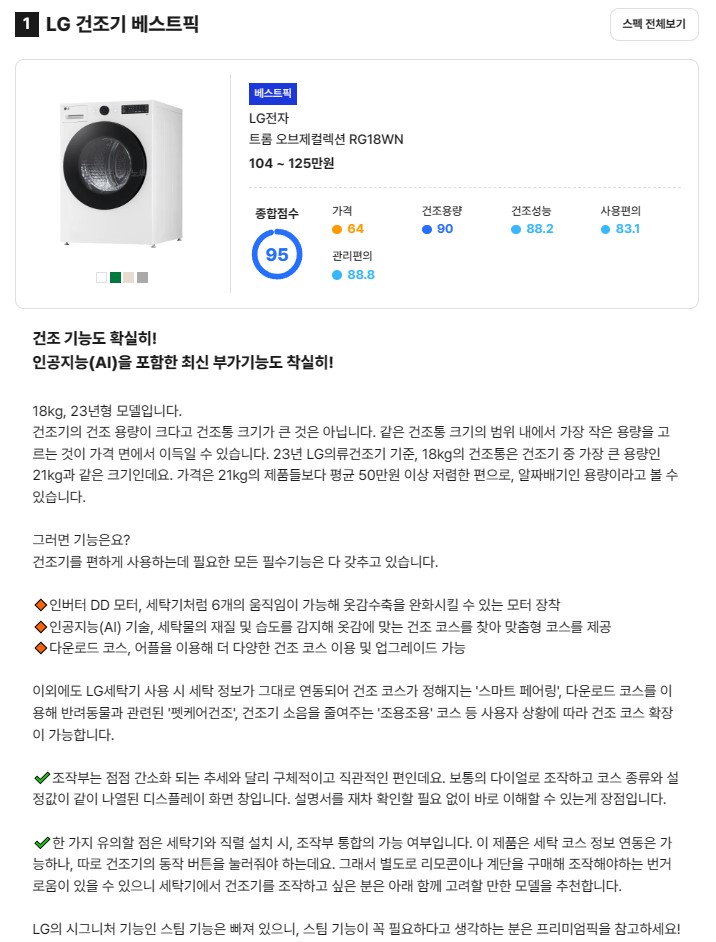 1 LG 건조기 베스트픽
스펙 전체보기
베스트픽
LG전자
트롬 오브제컬렉션 RG18WN
104 ~ 125만원
종합점수
95
가격
64
건조용량
90
건조성능
88.2
사용편의
83.1
관리편의
88.8
건조 기능도 확실히!
인공지능(AI)을 포함한 최신 부가기능도 착실히!
18kg, 23년형 모델입니다.
건조기의 건조 용량이 크다고 건조통 크기가 큰 것은 아닙니다. 같은 건조통 크기의 범위 내에서 가장 작은 용량을 고
르는 것이 가격 면에서 이득일 수 있습니다. 23년 LG의류건조기 기준, 18kg의 건조통은 건조기 중 가장 큰 용량인
21kg과 같은 크기인데요. 가격은 21kg의 제품들보다 평균 50만원 이상 저렴한 편으로, 알짜배기인 용량이라고 볼 수
있습니다.
그러면 기능은요?
건조기를 편하게 사용하는데 필요한 모든 필수기능은 다 갖추고 있습니다.
◆인버터 DD 모터, 세탁기처럼 6개의 움직임이 가능해 옷감수축을 완화시킬 수 있는 모터 장착
◆인공지능(AI) 기술, 세탁물의 재질 및 습도를 감지해 옷감에 맞는 건조 코스를 찾아 맞춤형 코스를 제공
◆다운로드 코스, 어플을 이용해 더 다양한 건조 코스 이용 및 업그레이드 가능
이외에도 LG세탁기 사용 시 세탁 정보가 그대로 연동되어 건조 코스가 정해지는 '스마트 페어링', 다운로드 코스를 이
용해 반려동물과 관련된 '펫케어건조', 건조기 소음을 줄여주는 '조용조용' 코스 등 사용자 상황에 따라 건조 코스 확장
이 가능합니다.
✔조작부는 점점 간소화 되는 추세와 달리 구체적이고 직관적인 편인데요. 보통의 다이얼로 조작하고 코스 종류와 설
정값이 같이 나열된 디스플레이 화면 창입니다. 설명서를 재차 확인할 필요 없이 바로 이해할 수 있는게 장점입니다.
✔한 가지 유의할 점은 세탁기와 직렬 설치 시, 조작부 통합의 가능 여부입니다. 이 제품은 세탁 코스 정보 연동은 가
능하나, 따로 건조기의 동작 버튼을 눌러줘야 하는데요. 그래서 별도로 리모콘이나 계단을 구매해 조작해야하는 번거
로움이 있을 수 있으니 세탁기에서 건조기를 조작하고 싶은 분은 아래 함께 고려할 만한 모델을 추천합니다.
LG의 시그니처 기능인 스팀 기능은 빠져 있으니, 스팀 기능이 꼭 필요하다고 생각하는 분은 프리미엄픽을 참고하세요!